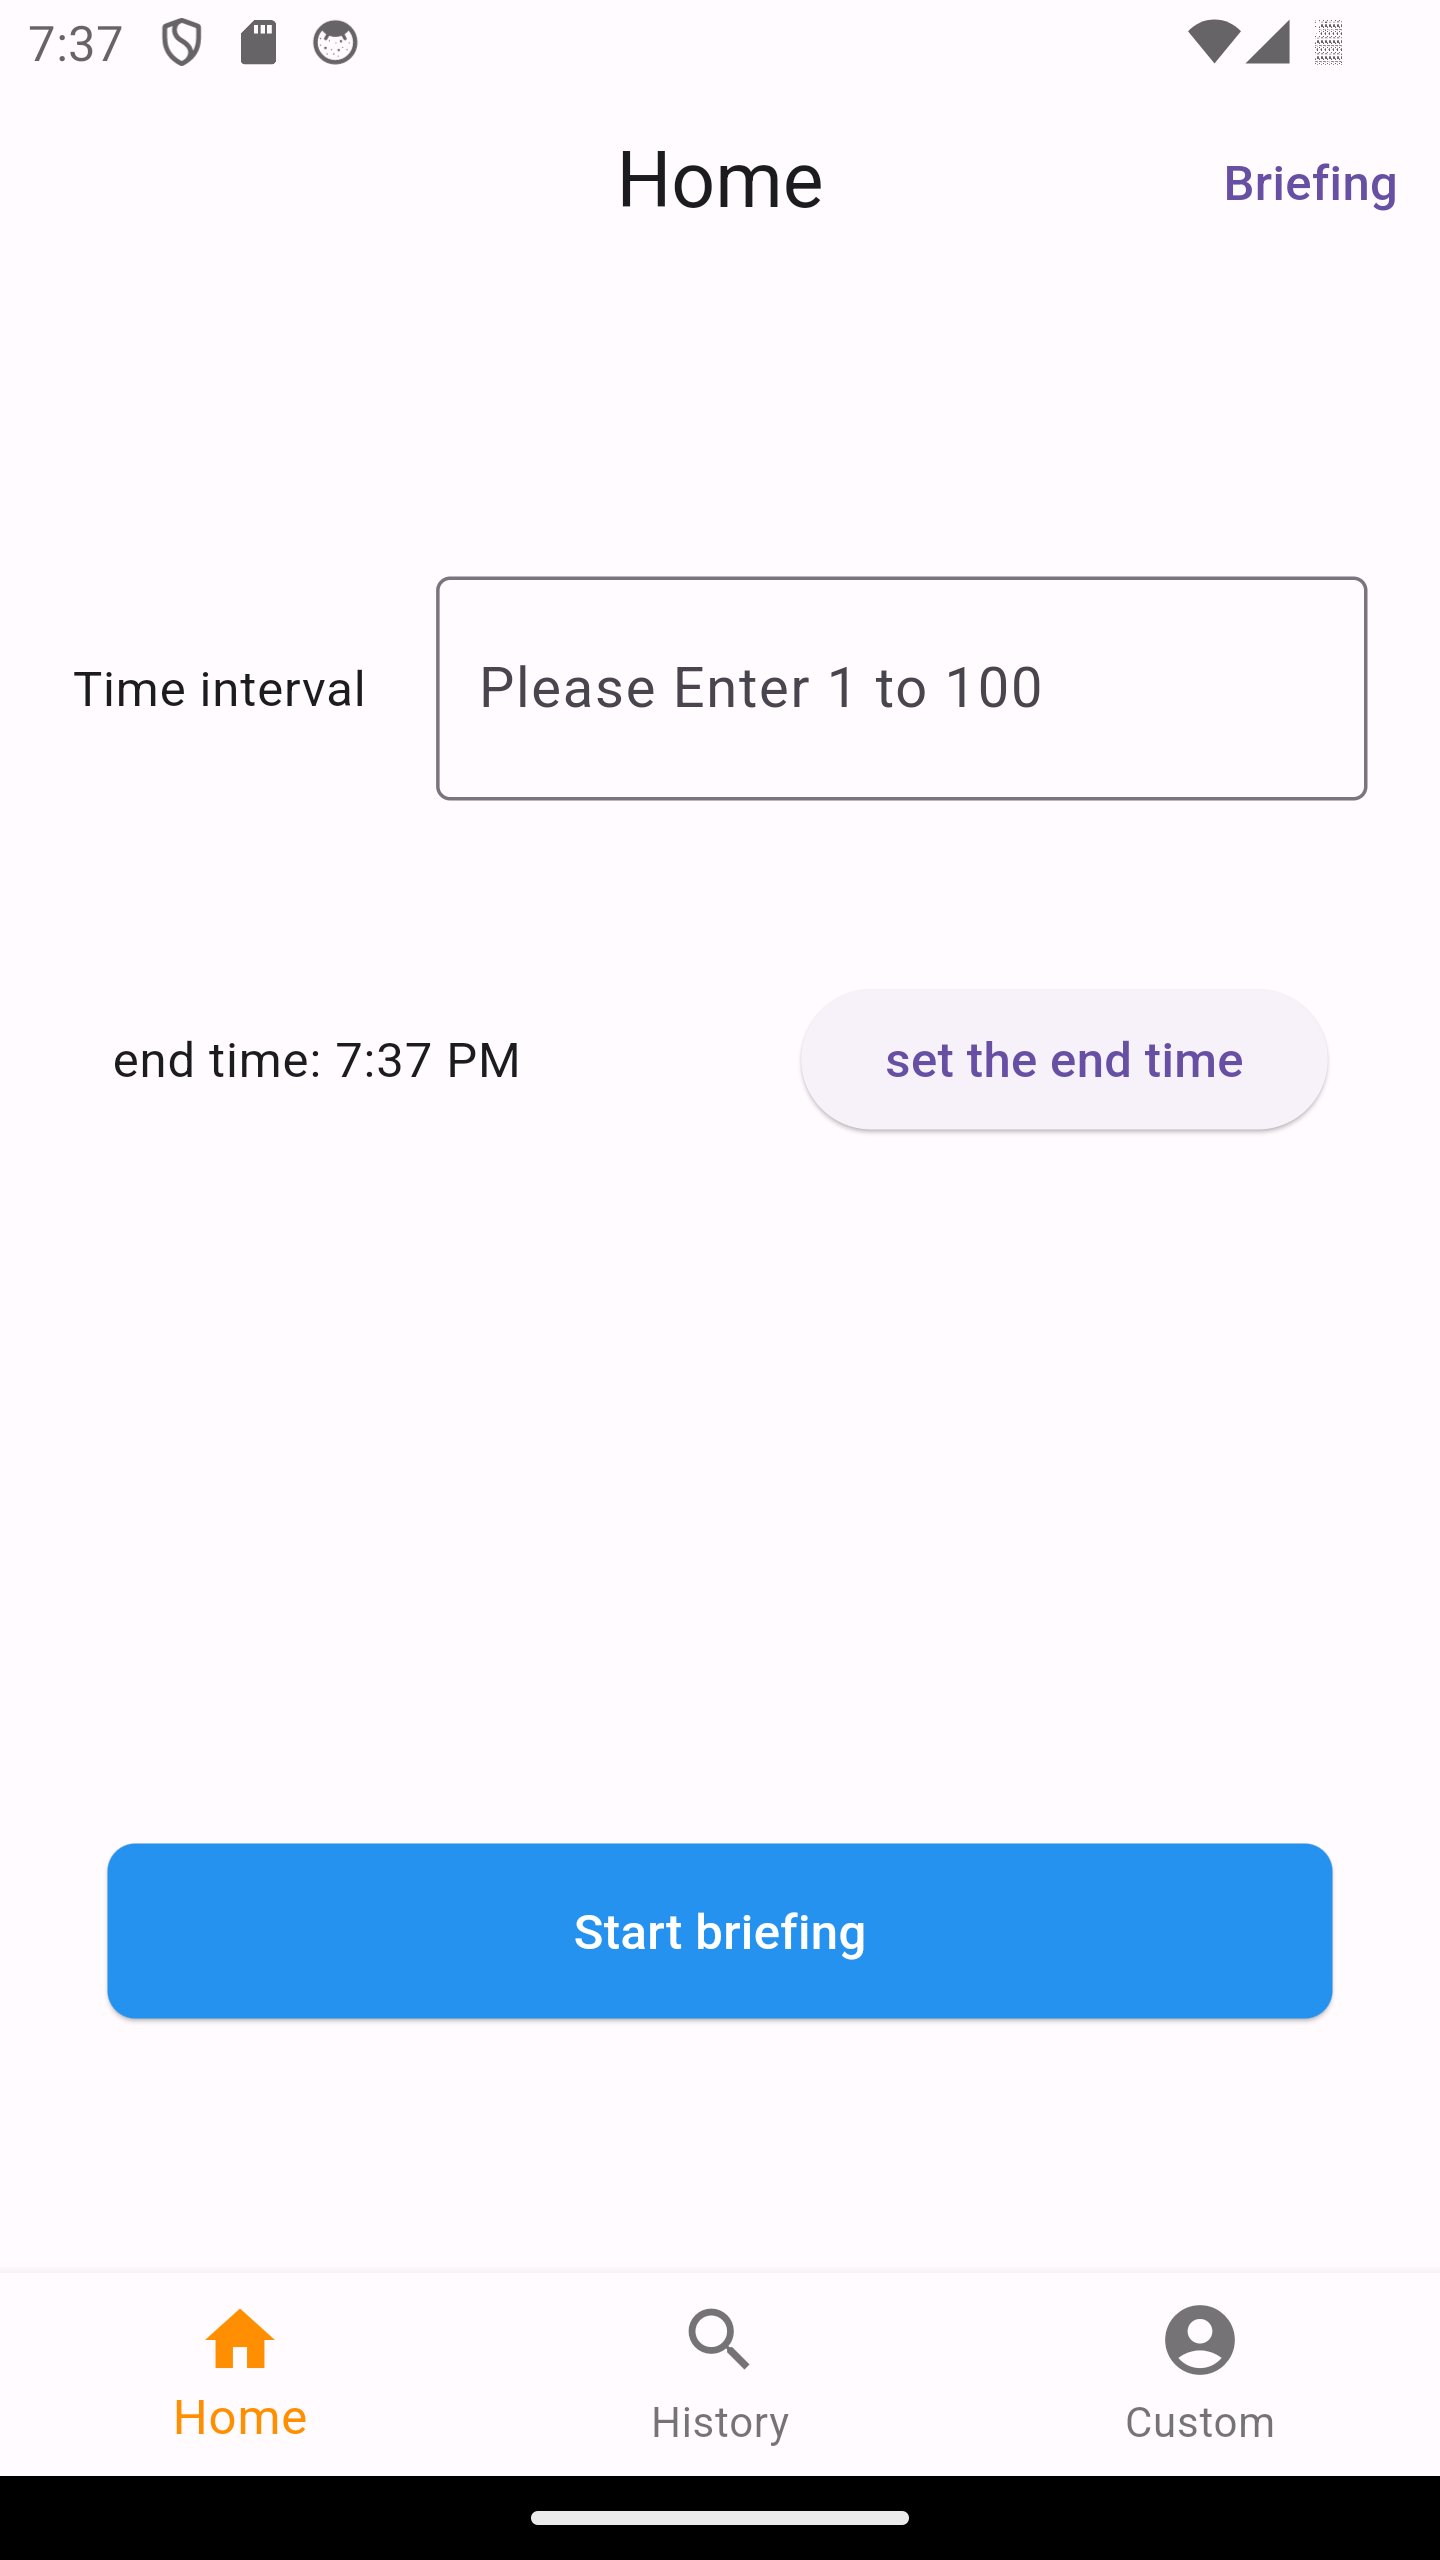 7:37
Home
Briefing
Time interval
Please Enter 1 to 100
end time: 7:37 PM
set the end time
Start briefing
Home
History
Custom